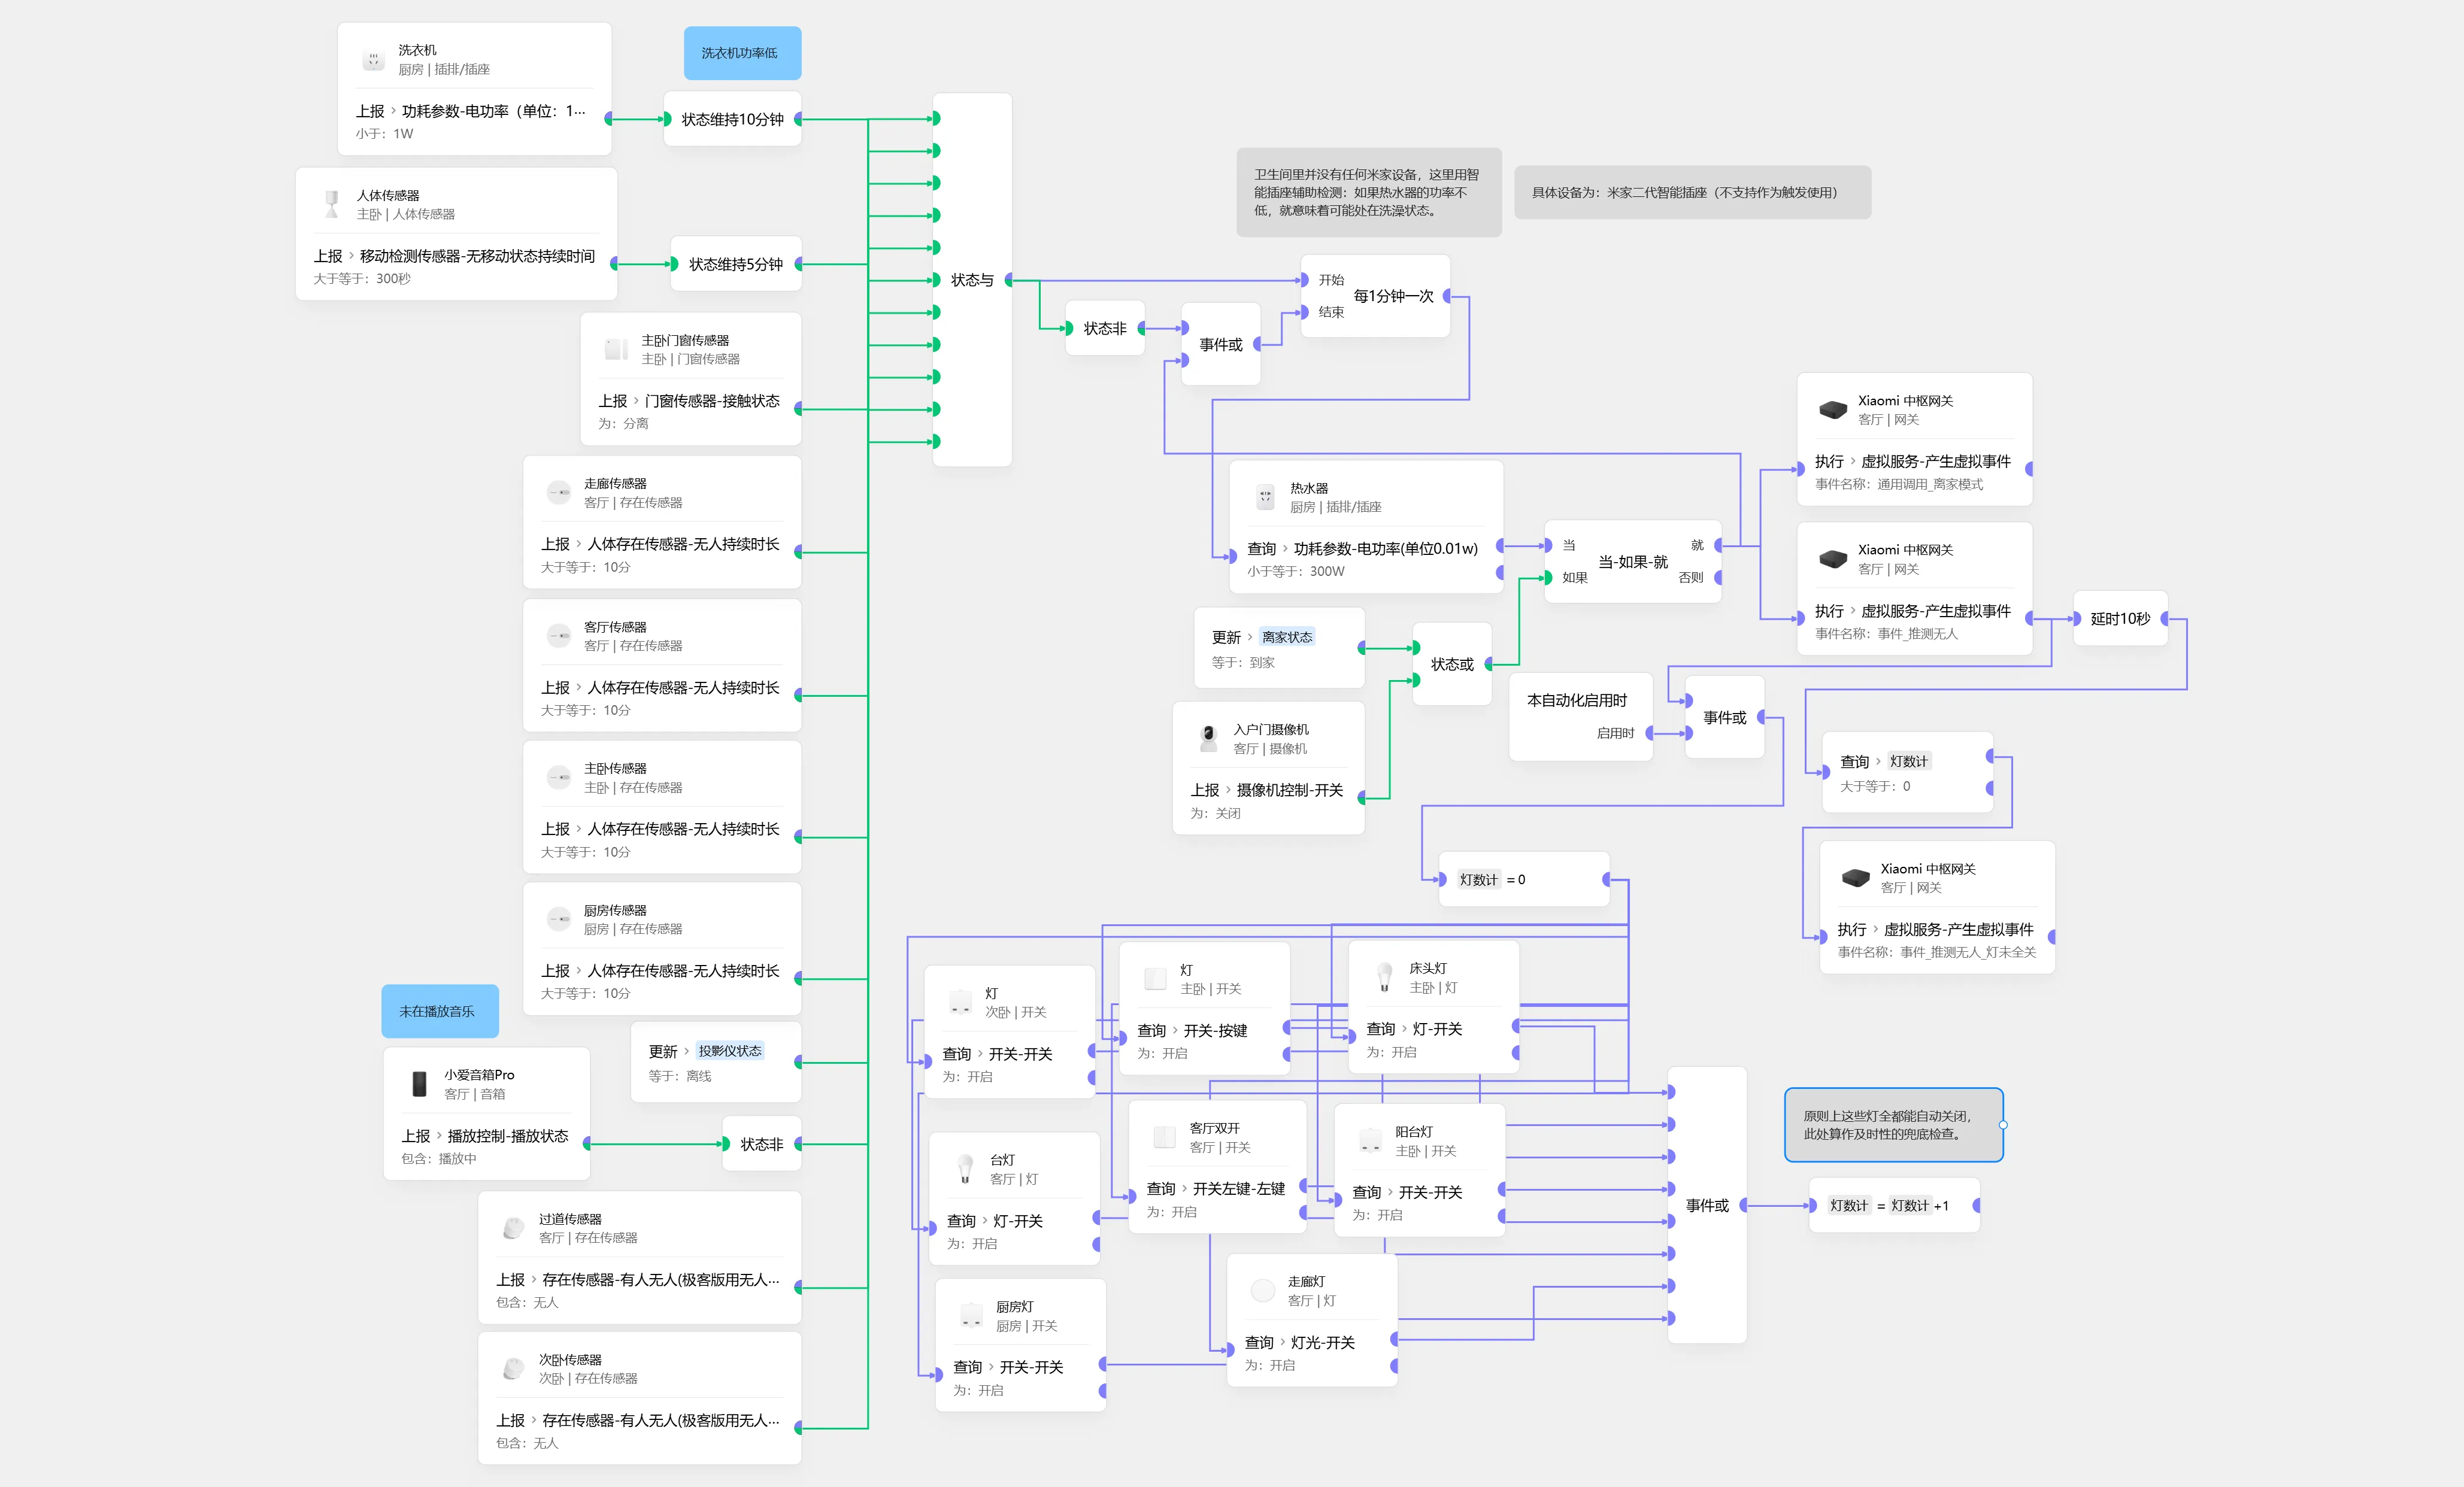 洗衣机
厨房 | 插排/插座
上报 › 功耗参数-电功率（单位：1...
小于：1W
洗衣机功率低
状态维持10分钟
人体传感器
主卧 | 人体传感器
上报 › 移动检测传感器-无移动状态持续时间
大于等于：300秒
状态维持5分钟
主卧门窗传感器
主卧 | 门窗传感器
上报 › 门窗传感器-接触状态
为：分离
走廊传感器
客厅 | 存在传感器
上报 › 人体存在传感器-无人持续时长
大于等于：10分
客厅传感器
客厅 | 存在传感器
上报 › 人体存在传感器-无人持续时长
大于等于：10分
主卧传感器
主卧 | 存在传感器
上报 › 人体存在传感器-无人持续时长
大于等于：10分
厨房传感器
厨房 | 存在传感器
上报 › 人体存在传感器-无人持续时长
大于等于：10分
未在播放音乐
更新 › 投影仪状态
等于：离线
小爱音箱Pro
客厅 | 音箱
上报 › 播放控制-播放状态
包含：播放中
状态非
过道传感器
客厅 | 存在传感器
上报 › 存在传感器-有人无人(极客版用无人...
包含：无人
次卧传感器
次卧 | 存在传感器
上报 › 存在传感器-有人无人(极客版用无人...
包含：无人
状态与
卫生间里并没有任何米家设备，这里用智
能插座辅助检测：如果热水器的功率不
低，就意味着可能处在洗澡状态。
具体设备为：米家二代智能插座（不支持作为触发使用）
开始
每1分钟一次
结束
状态非
事件或
热水器
厨房 | 插排/插座
查询 › 功耗参数-电功率(单位0.01w)
小于等于：300W
当
就
当-如果-就
如果
否则
更新 › 离家状态
等于：到家
状态或
入户门摄像机
客厅 | 摄像机
上报 › 摄像机控制-开关
为：关闭
本自动化启用时
启用时
事件或
Xiaomi 中枢网关
客厅 | 网关
执行 › 虚拟服务-产生虚拟事件
事件名称：通用调用_离家模式
Xiaomi 中枢网关
客厅 | 网关
执行 › 虚拟服务-产生虚拟事件
事件名称：事件_推测无人
延时10秒
查询 › 灯数计
大于等于：0
Xiaomi 中枢网关
客厅 | 网关
执行 › 虚拟服务-产生虚拟事件
事件名称：事件_推测无人_灯未全关
灯数计 = 0
灯
次卧 | 开关
查询 › 开关-开关
为：开启
灯
主卧 | 开关
查询 › 开关-按键
为：开启
床头灯
主卧 | 灯
查询 › 灯-开关
为：开启
台灯
客厅 | 灯
查询 › 灯-开关
为：开启
客厅双开
客厅 | 开关
查询 › 开关左键-左键
为：开启
阳台灯
主卧 | 开关
查询 › 开关-开关
为：开启
厨房灯
厨房 | 开关
查询 › 开关-开关
为：开启
走廊灯
客厅 | 灯
查询 › 灯光-开关
为：开启
事件或
原则上这些灯全都能自动关闭，
此处算作及时性的兜底检查。
灯数计 = 灯数计 +1